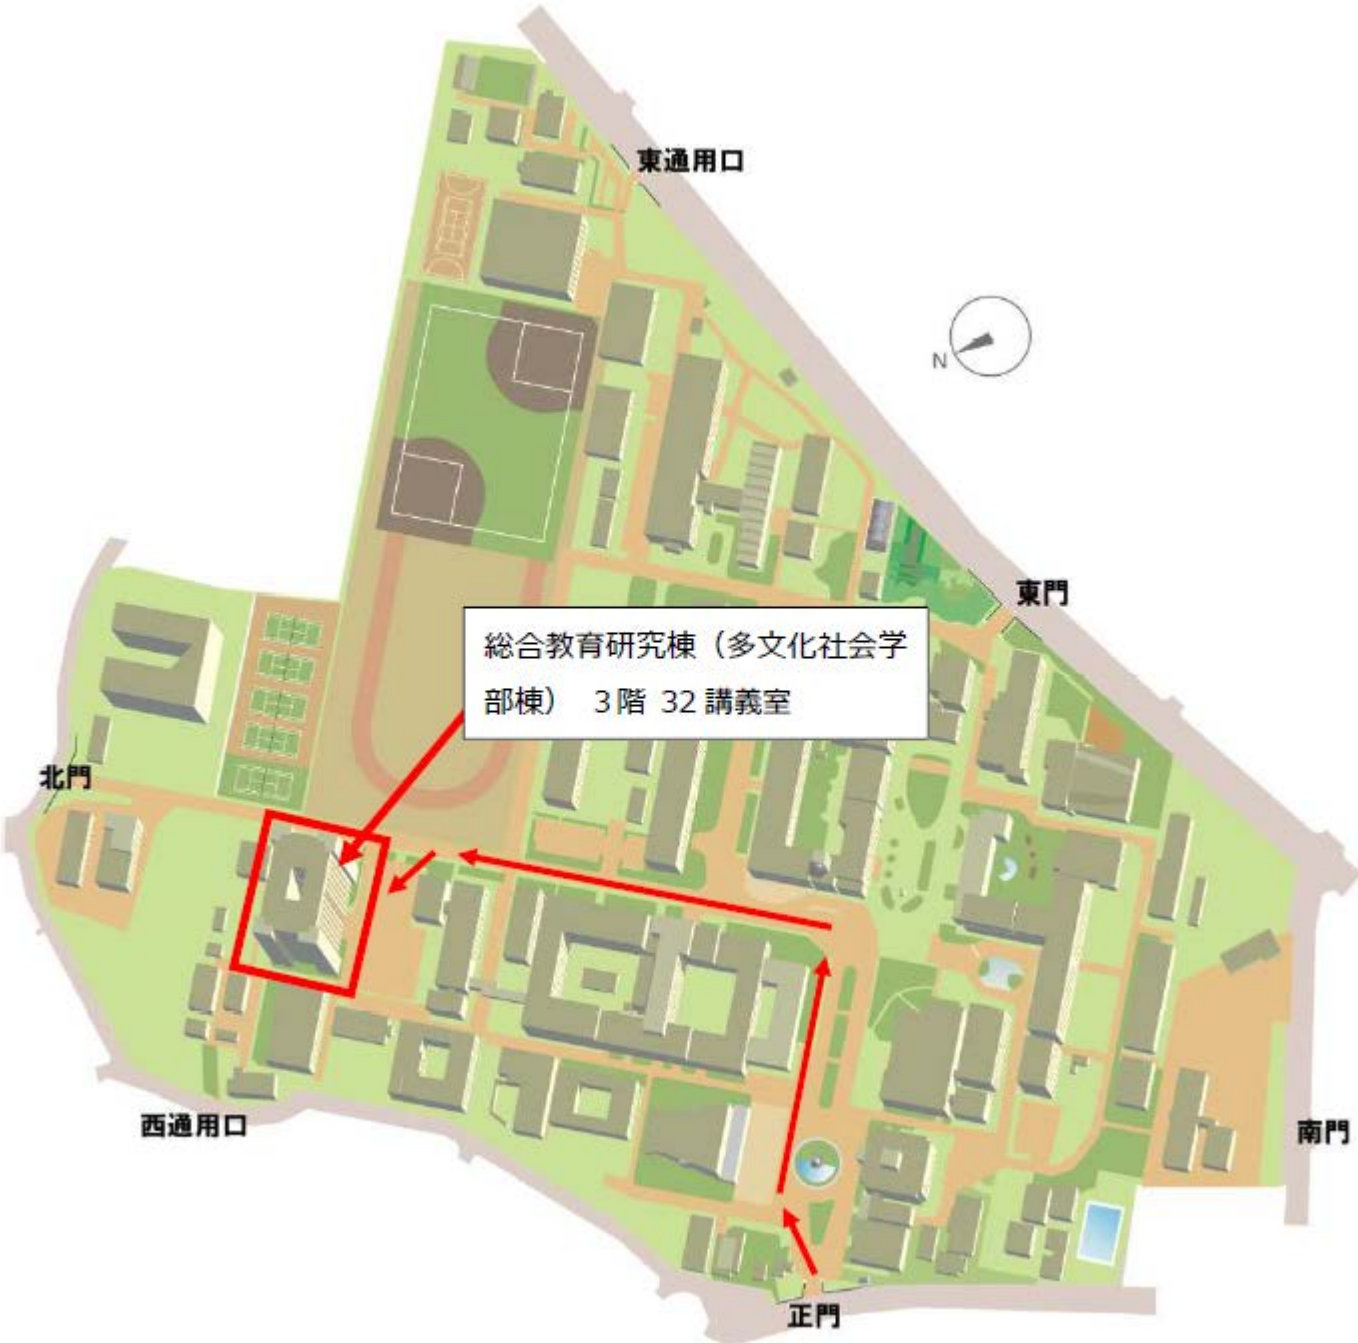 東通用口
N
東門
総合教育研究棟（多文化社会学
部棟）　3階 32 講義室
北門
西通用口
南門
正門